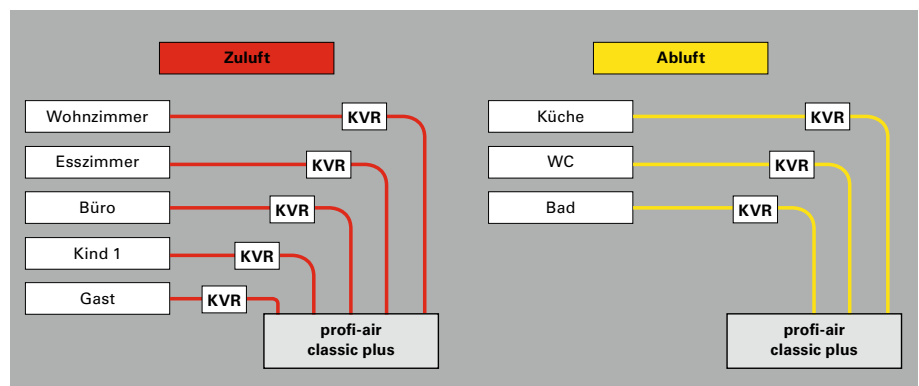 Zuluft
Wohnzimmer
KVR
Esszimmer
KVR
Büro
KVR
Kind 1
KVR
Gast
KVR
profi-air
classic plus
Abluft
Küche
KVR
WC
KVR
Bad
KVR
profi-air
classic plus